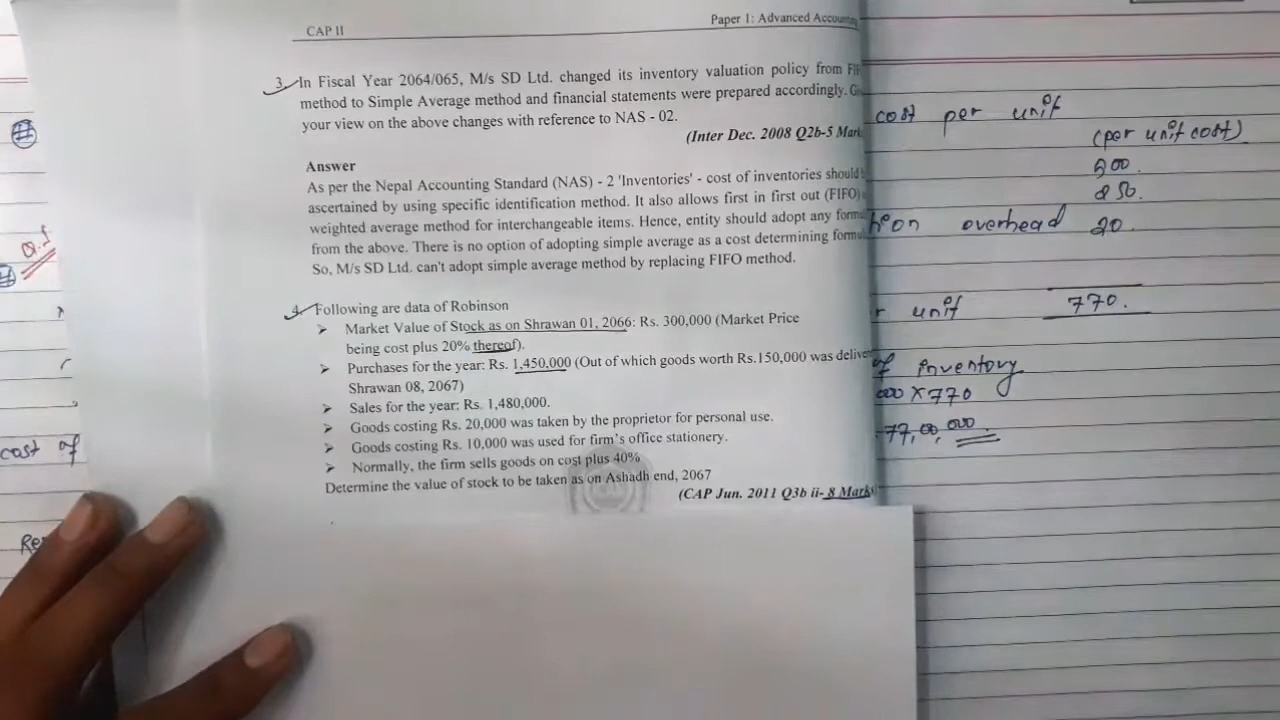 CAP II
Paper 1: Advanced Accounting
3. In Fiscal Year 2064/065, M/s SD Ltd. changed its inventory valuation policy from
method to Simple Average method and financial statements were prepared accordingly.
your view on the above changes with reference to NAS - 02.
(Inter Dec. 2008 Q2b-5 Mark
Answer
As per the Nepal Accounting Standard (NAS) - 2 'Inventories' - cost of inventories should
ascertained by using specific identification method. It also allows first in first out (FIFO)
weighted average method for interchangeable items. Hence, entity should adopt any
from the above. There is no option of adopting simple average as a cost determining
So, M/s SD Ltd. can't adopt simple average method by replacing FIFO method.
4. Following are data of Robinson
➤ Market Value of Stock as on Shrawan 01, 2066: Rs. 300,000 (Market Price
being cost plus 20% thereof).
➤ Purchases for the year: Rs. 1,450,000 (Out of which goods worth Rs.150,000 was
Shrawan 08, 2067)
➤ Sales for the year: Rs. 1,480,000.
➤ Goods costing Rs. 20,000 was taken by the proprietor for personal use.
➤ Goods costing Rs. 10,000 was used for firm's office stationery.
➤ Normally, the firm sells goods on cost plus 40%
Determine the value of stock to be taken as on Ashadh end, 2067
(CAP Jun. 2011 Q3b ii- 8 Marks
cost per unit
(per unit cost)
250.
overhead 20.
unit 770.
of inventory
000 X 770
77,00,000
cost of